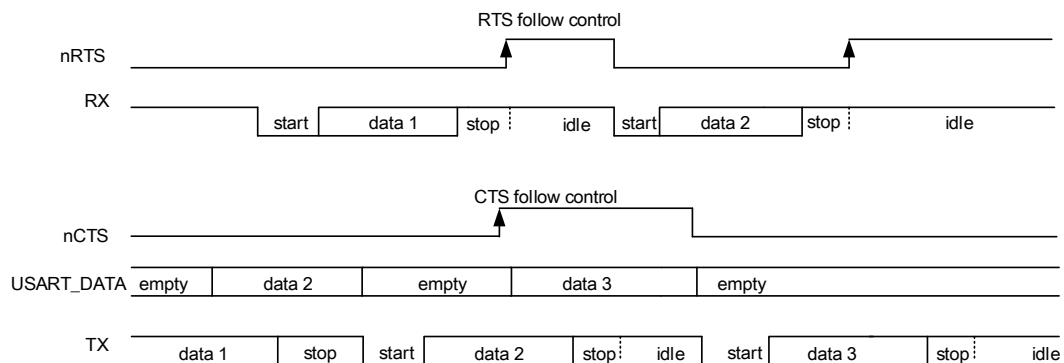 RTS follow control
nRTS
RX
start data 1 stop idle start data 2 stop idle
CTS follow control
nCTS
USART_DATA empty data 2 empty data 3 empty
TX data 1 stop start data 2 stop idle start data 3 stop idle